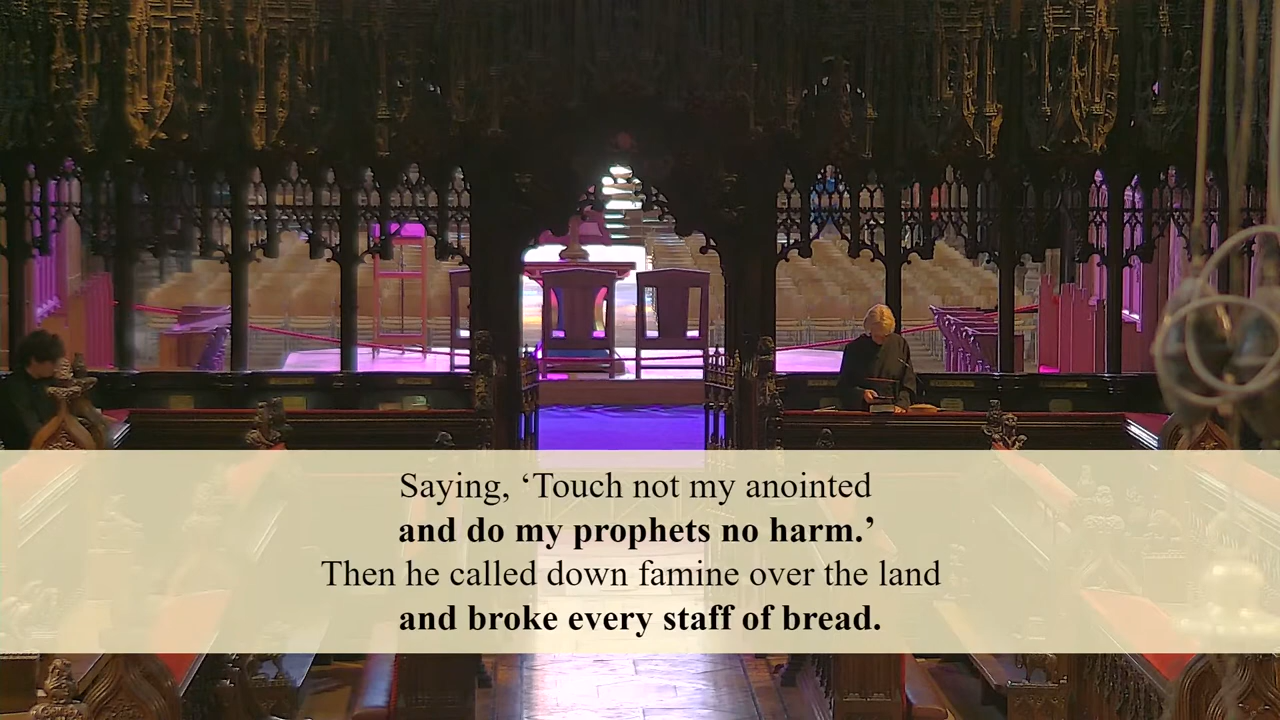 Saying, ‘Touch not my anointed
and do my prophets no harm.’
Then he called down famine over the land
and broke every staff of bread.